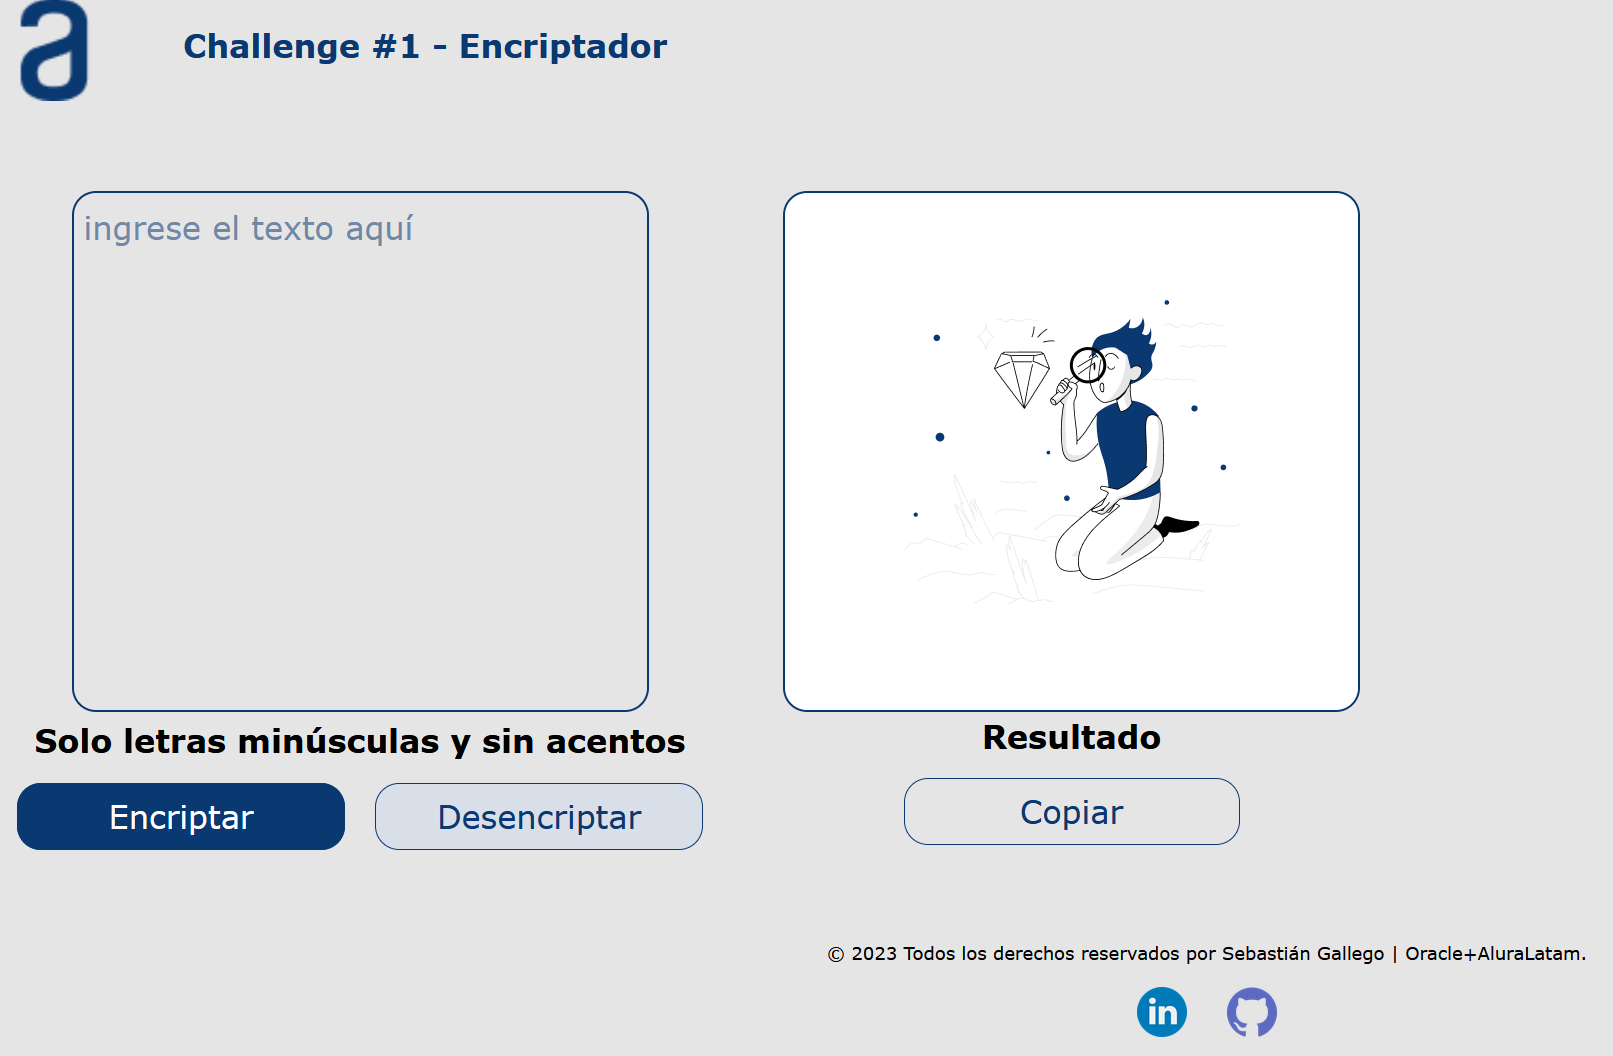 a
Challenge #1 - Encriptador
ingrese el texto aquí
Solo letras minúsculas y sin acentos
Encriptar
Desencriptar
Resultado
Copiar
© 2023 Todos los derechos reservados por Sebastián Gallego | Oracle+AluraLatam.
in